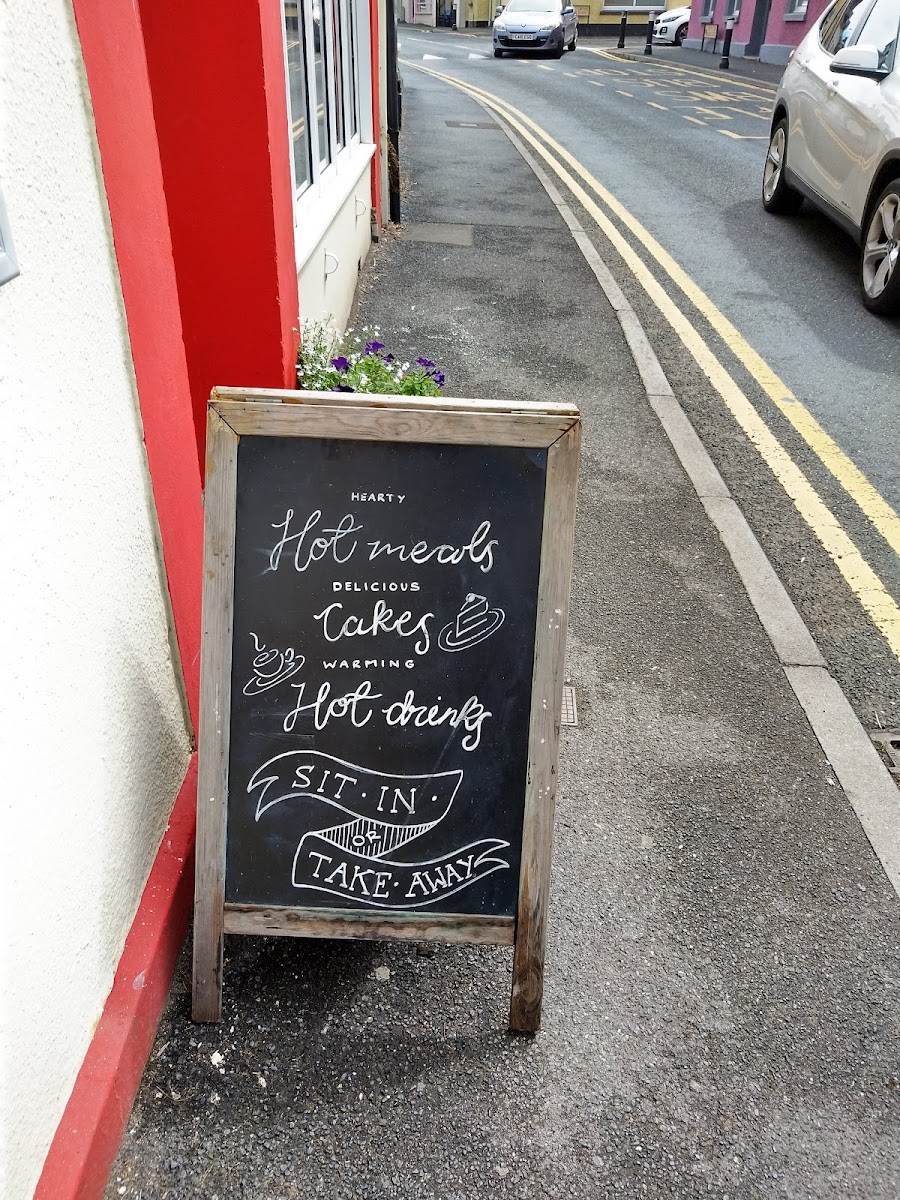 HEARTY
Hot meals
DELICIOUS
Cakes
WARMING
Hot drinks
SIT·IN·
OR
TAKE·AWAY